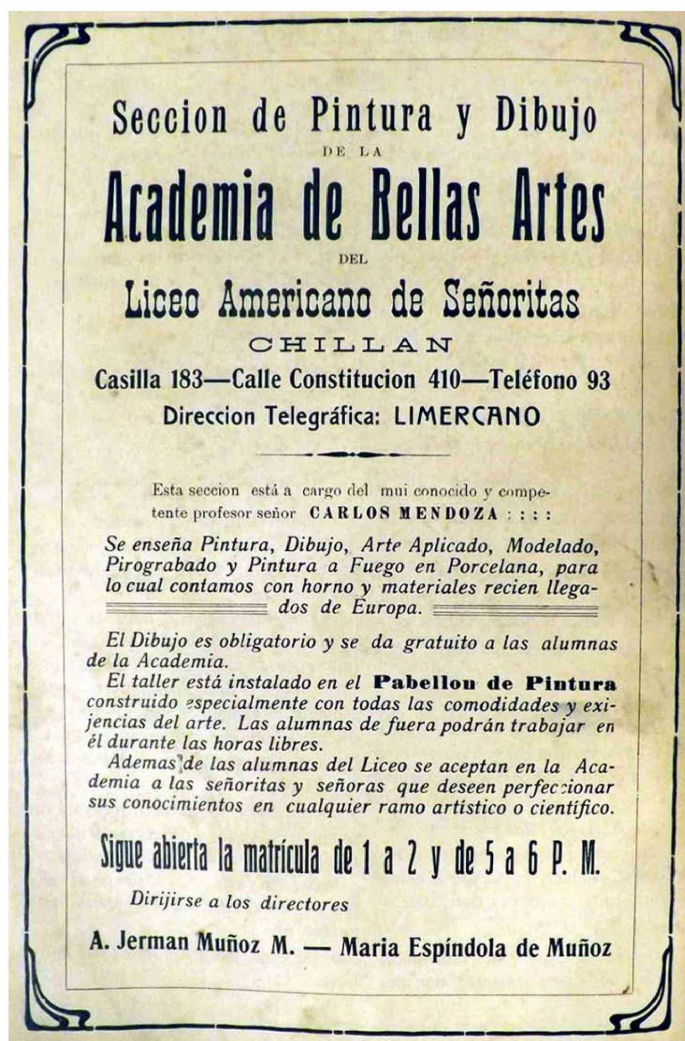 Seccion de Pintura y Dibujo
DE LA
Academia de Bellas Artes
DEL
Liceo Americano de Señoritas
CHILLAN
Casilla 183—Calle Constitucion 410—Teléfono 93
Direccion Telegráfica: LIMERCANO
Esta seccion está a cargo del mui conocido y compe-
tente profesor señor CARLOS MENDOZA : : : :
Se enseña Pintura, Dibujo, Arte Aplicado, Modelado,
Pirograbado y Pintura a Fuego en Porcelana, para
lo cual contamos con horno y materiales recien llega-
dos de Europa.
El Dibujo es obligatorio y se da gratuito a las alumnas
de la Academia.
El taller está instalado en el Pabellou de Pintura
construido especialmente con todas las comodidades y exi-
jencias del arte. Las alumnas de fuera podrán trabajar en
él durante las horas libres.
Ademas de las alumnas del Liceo se aceptan en la Aca-
demia a las señoritas y señoras que deseen perfeccionar
sus conocimientos en cualquier ramo artístico o científico.
Sigue abierta la matrícula de 1 a 2 y de 5 a 6 P. M.
Dirijirse a los directores
A. Jerman Muñoz M. — Maria Espíndola de Muñoz